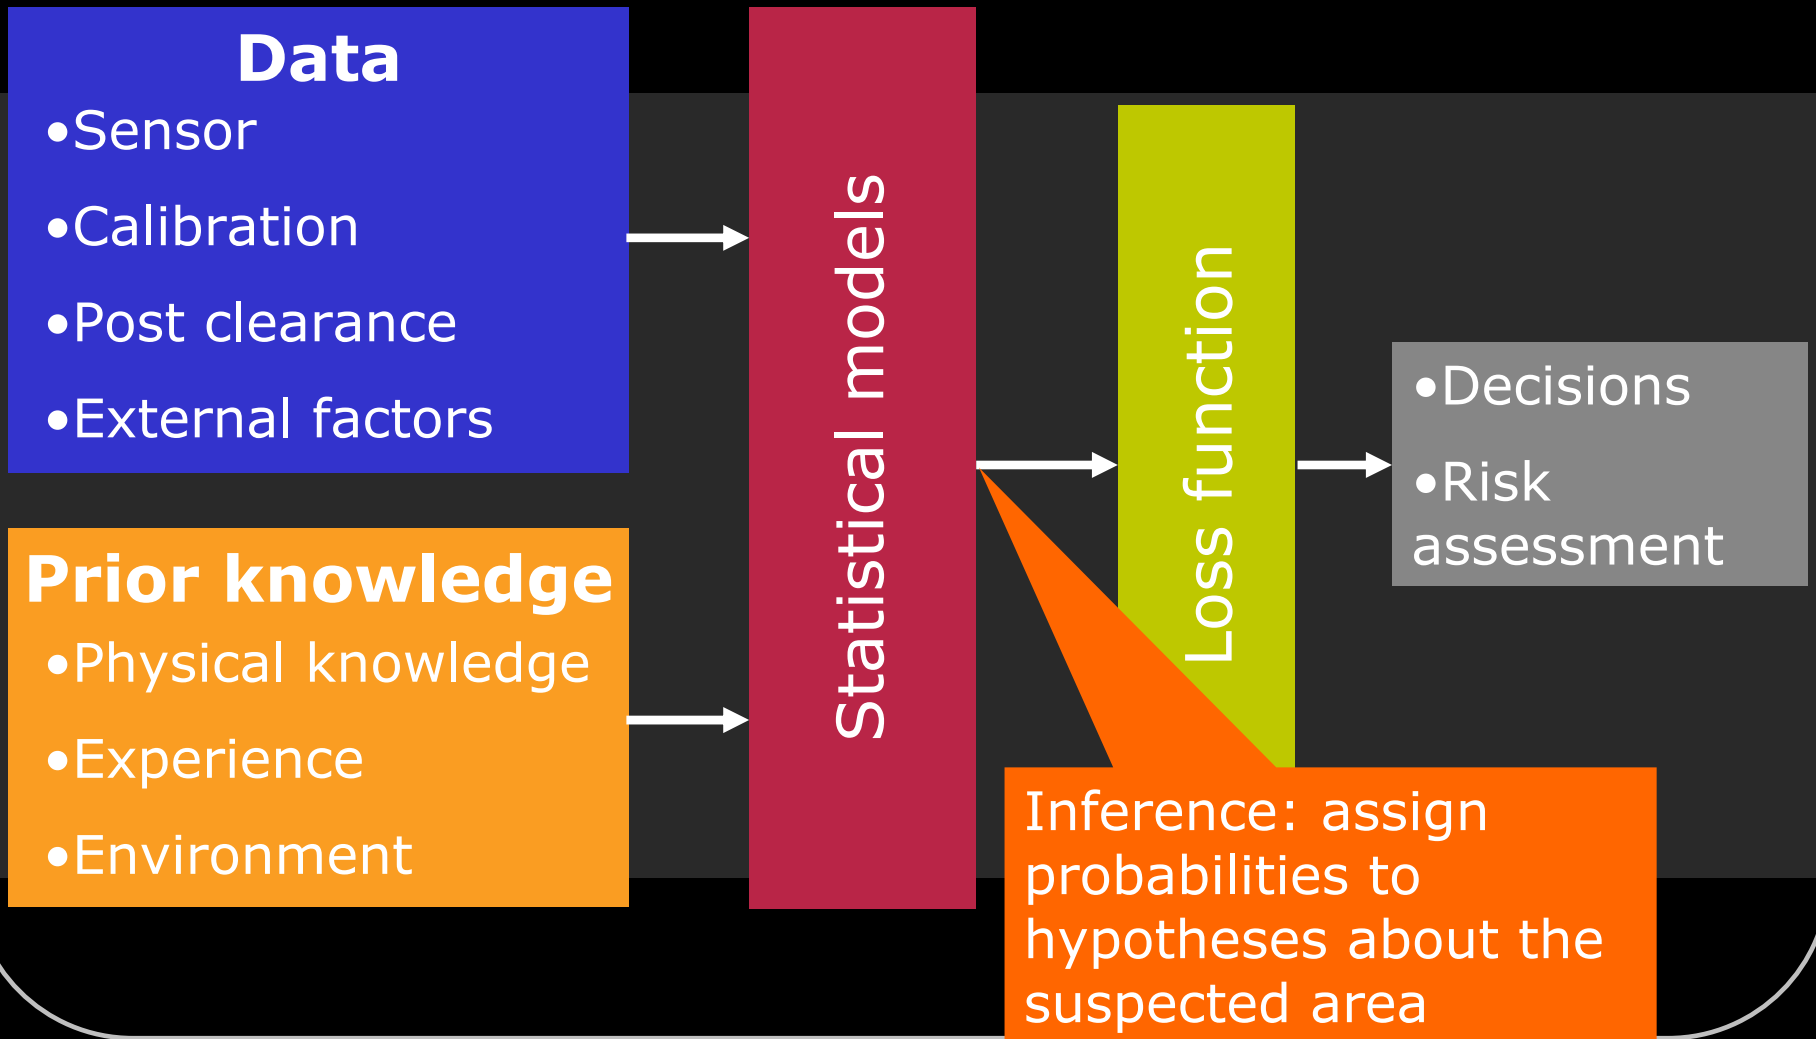 Data
•Sensor
•Calibration
•Post clearance
•External factors
Prior knowledge
•Physical knowledge
•Experience
•Environment
Statistical models
Loss function
•Decisions
•Risk
assessment
Inference: assign
probabilities to
hypotheses about the
suspected area